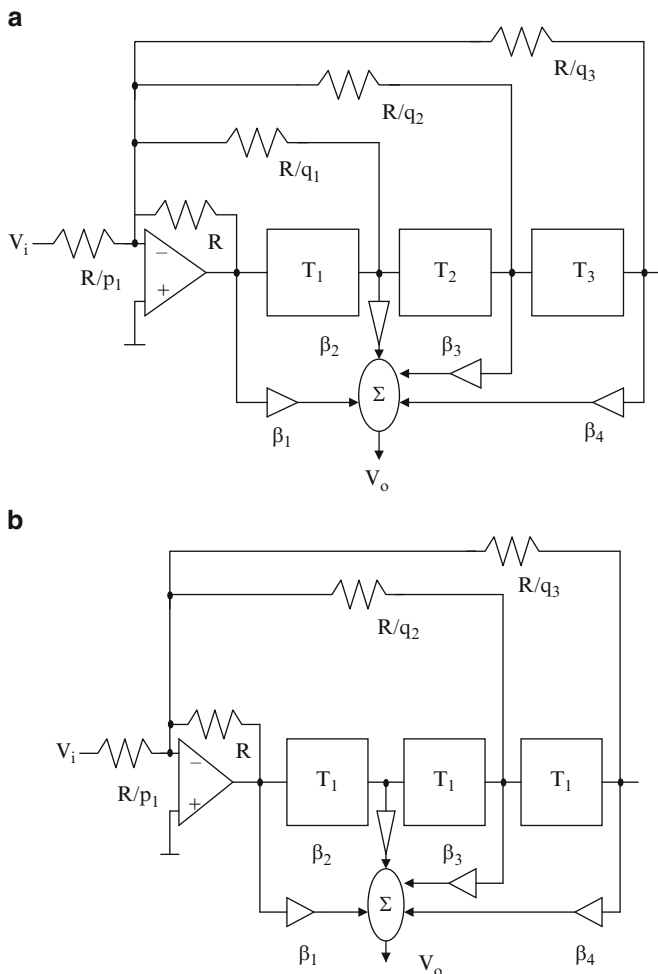 a
R/q₃
R/q₂
R/q₁
R
Vᵢ
R/p₁
−
+
T₁
T₂
T₃
β₂
β₃
Σ
β₁
β₄
Vₒ
b
R/q₃
R/q₂
R
Vᵢ
R/p₁
−
+
T₁
T₁
T₁
β₂
β₃
Σ
β₁
β₄
Vₒ